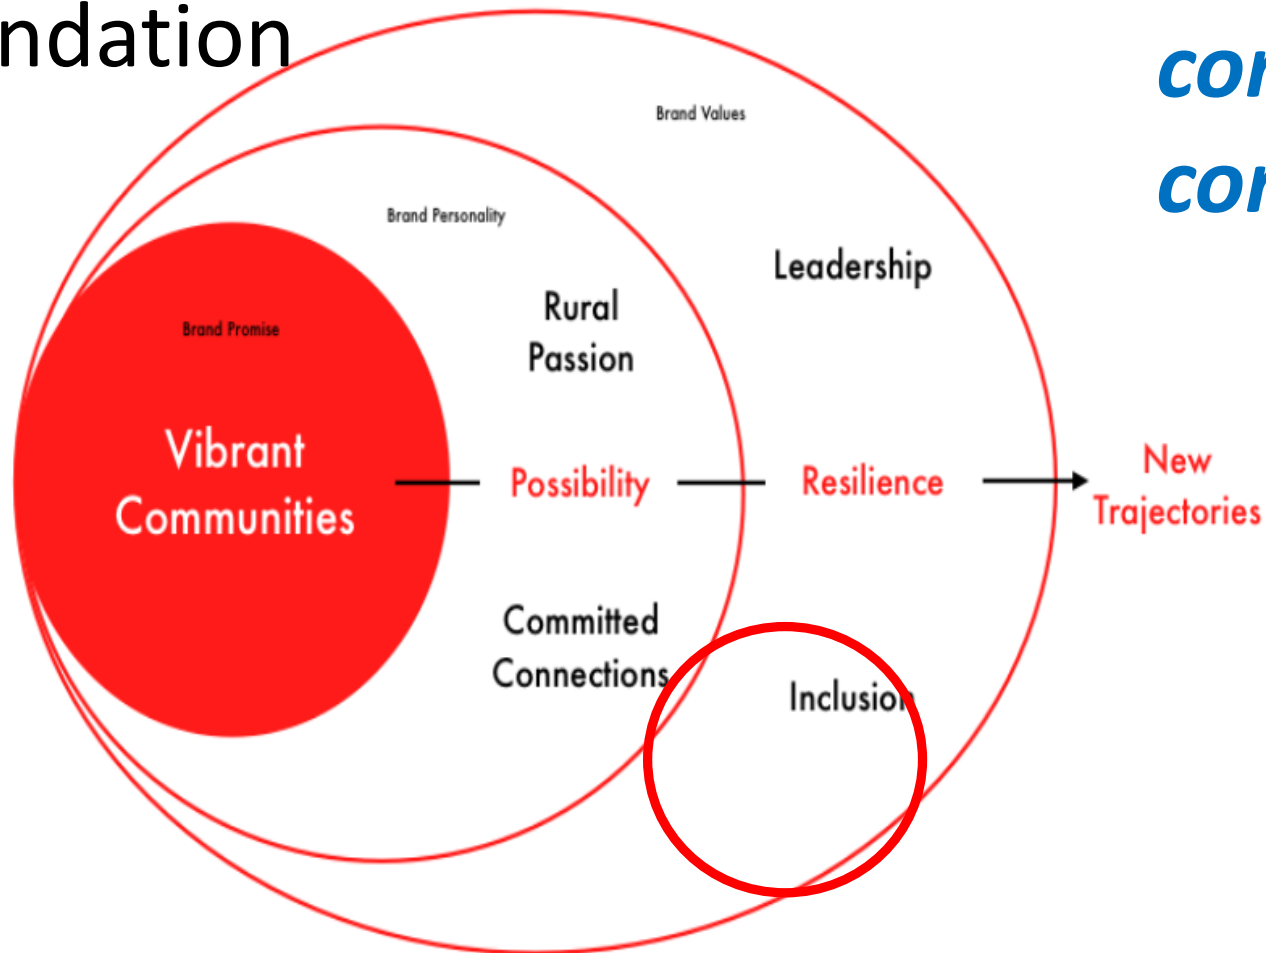 ndation
Brand Values
Brand Personality
Leadership
Rural
Passion
Brand Promise
Vibrant
Communities
Possibility
Resilience
New
Trajectories
Committed
Connections
Inclusion